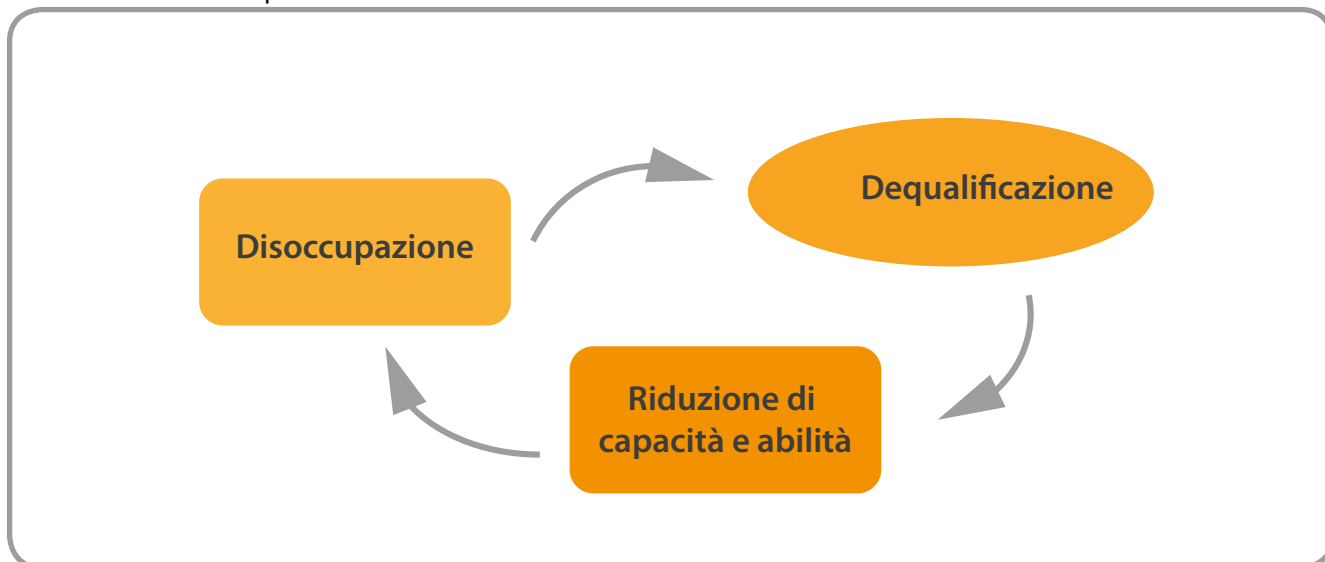 Disoccupazione
Dequalificazione
Riduzione di
capacità e abilità